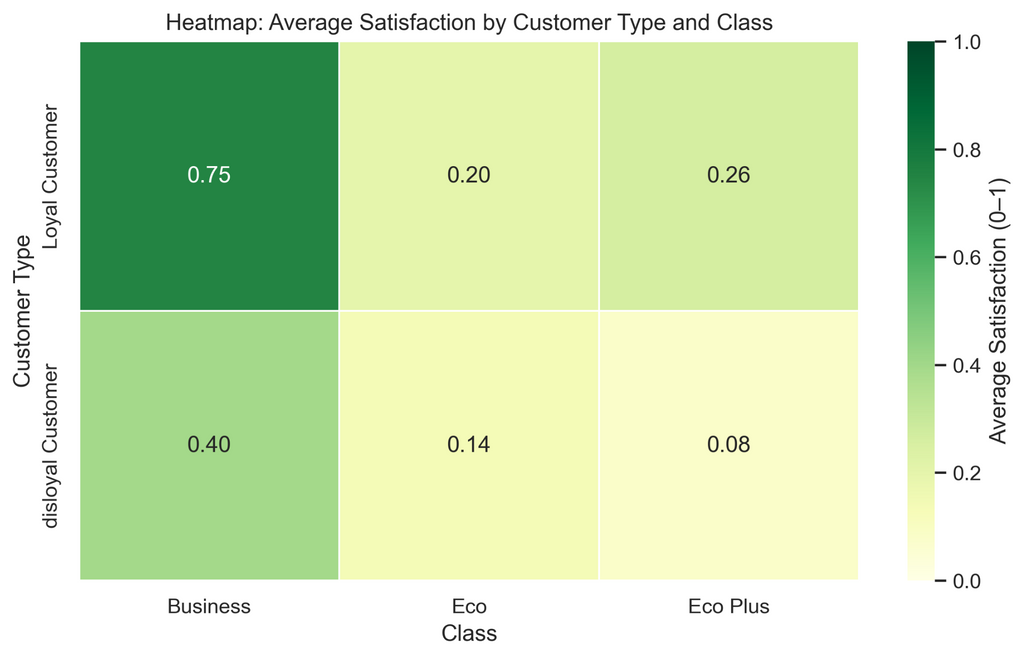 Heatmap: Average Satisfaction by Customer Type and Class
Customer Type
Loyal Customer
disloyal Customer
0.75
0.20
0.26
0.40
0.14
0.08
Business
Eco
Eco Plus
Class
1.0
0.8
0.6
0.4
0.2
0.0
Average Satisfaction (0–1)